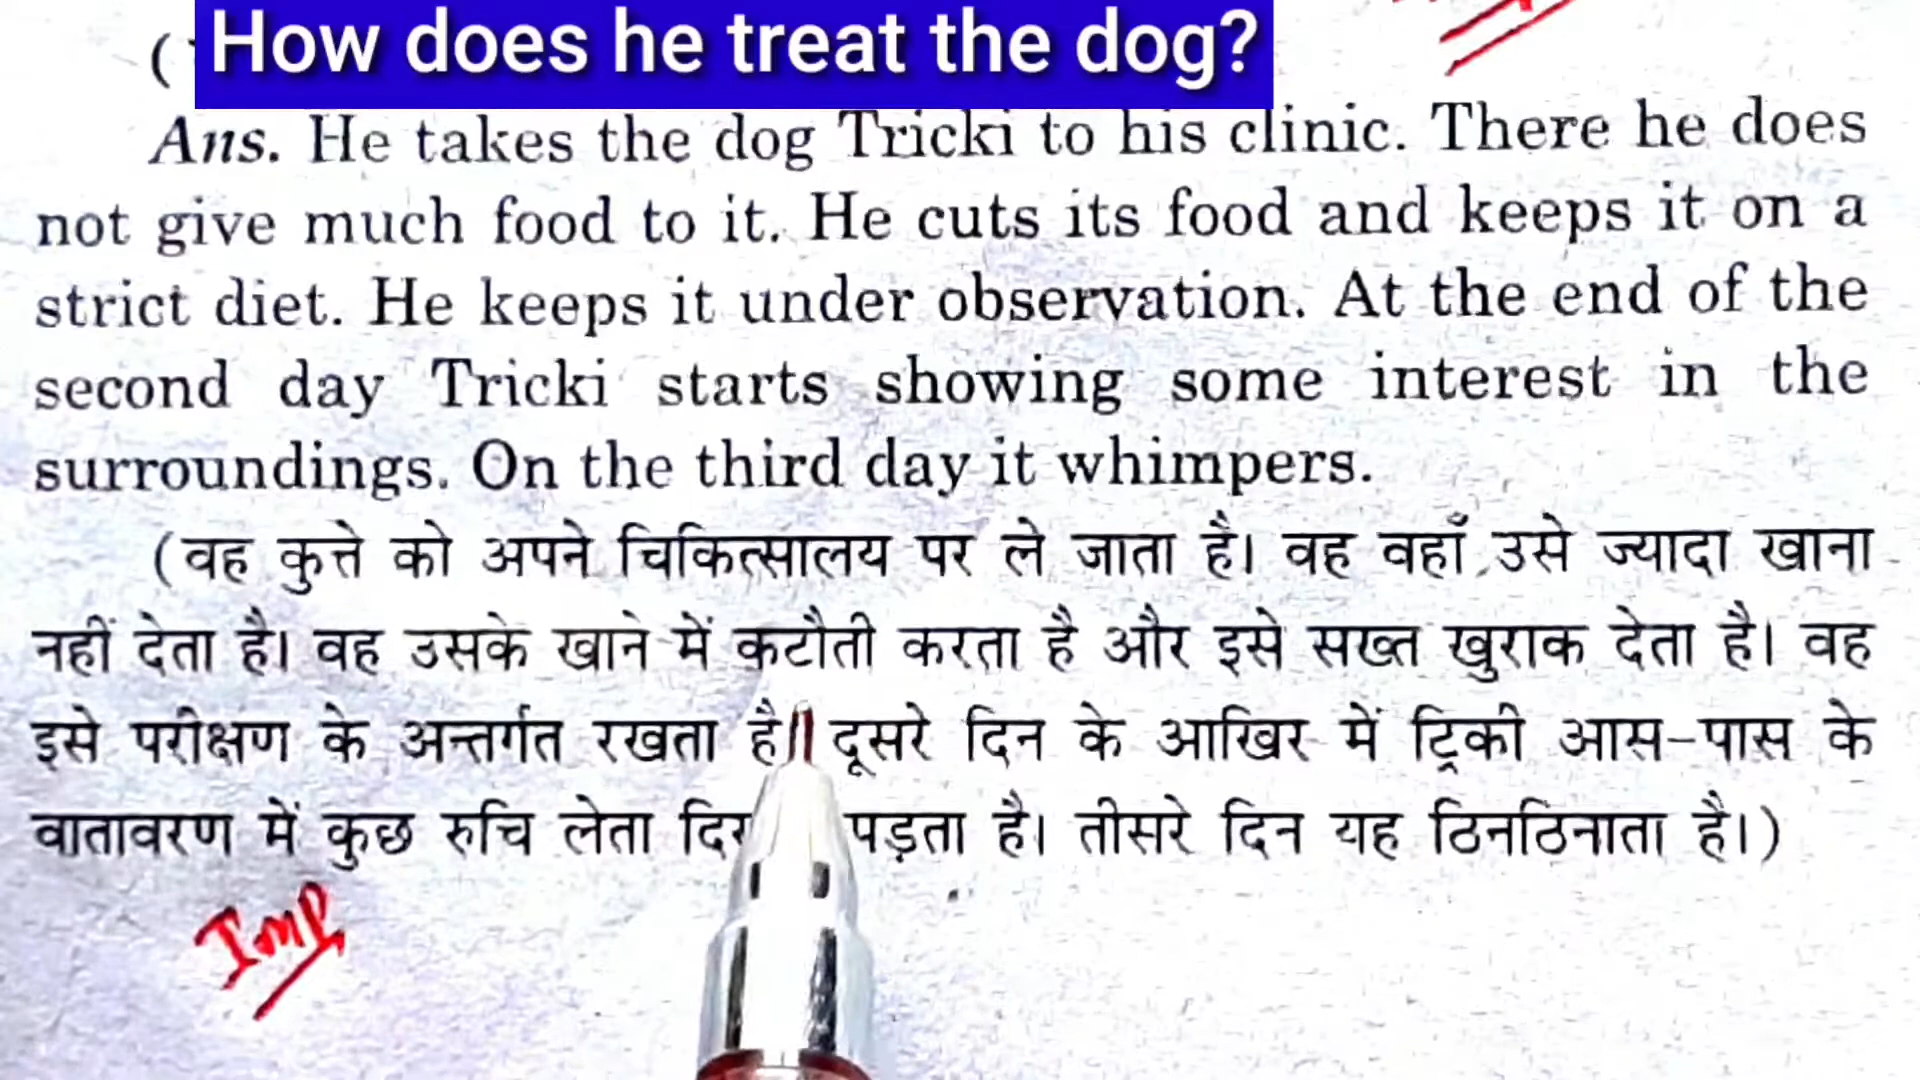 How does he treat the dog?
(
Ans. He takes the dog Tricki to his clinic. There he does
not give much food to it. He cuts its food and keeps it on a
strict diet. He keeps it under observation. At the end of the
second day Tricki starts showing some interest in the
surroundings. On the third day it whimpers.
(वह कुत्ते को अपने चिकित्सालय पर ले जाता है। वह वहाँ उसे ज्यादा खाना
नहीं देता है। वह उसके खाने में कटौती करता है और इसे सख्त खुराक देता है। वह
इसे परीक्षण के अन्तर्गत रखता है। दूसरे दिन के आखिर में ट्रिकी आस-पास के
वातावरण में कुछ रुचि लेता पड़ता है। तीसरे दिन यह ठिनठिनाता है।)
Imp